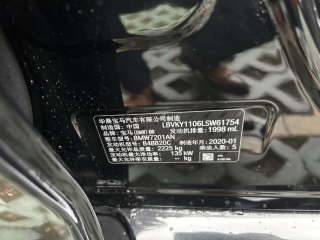 华晨宝马汽车有限公司制造
制造国: 中国 LBVKY1106LSW61754
品牌: 宝马(BMW)牌 发动机排量: 1998 mL
整车型号: BMW7201AN
发动机型号: B48B20C 制造年月: 2020-01
最大允许总质量: 2225 kg 乘坐人数: 5
发动机最大净功率: 135 kW